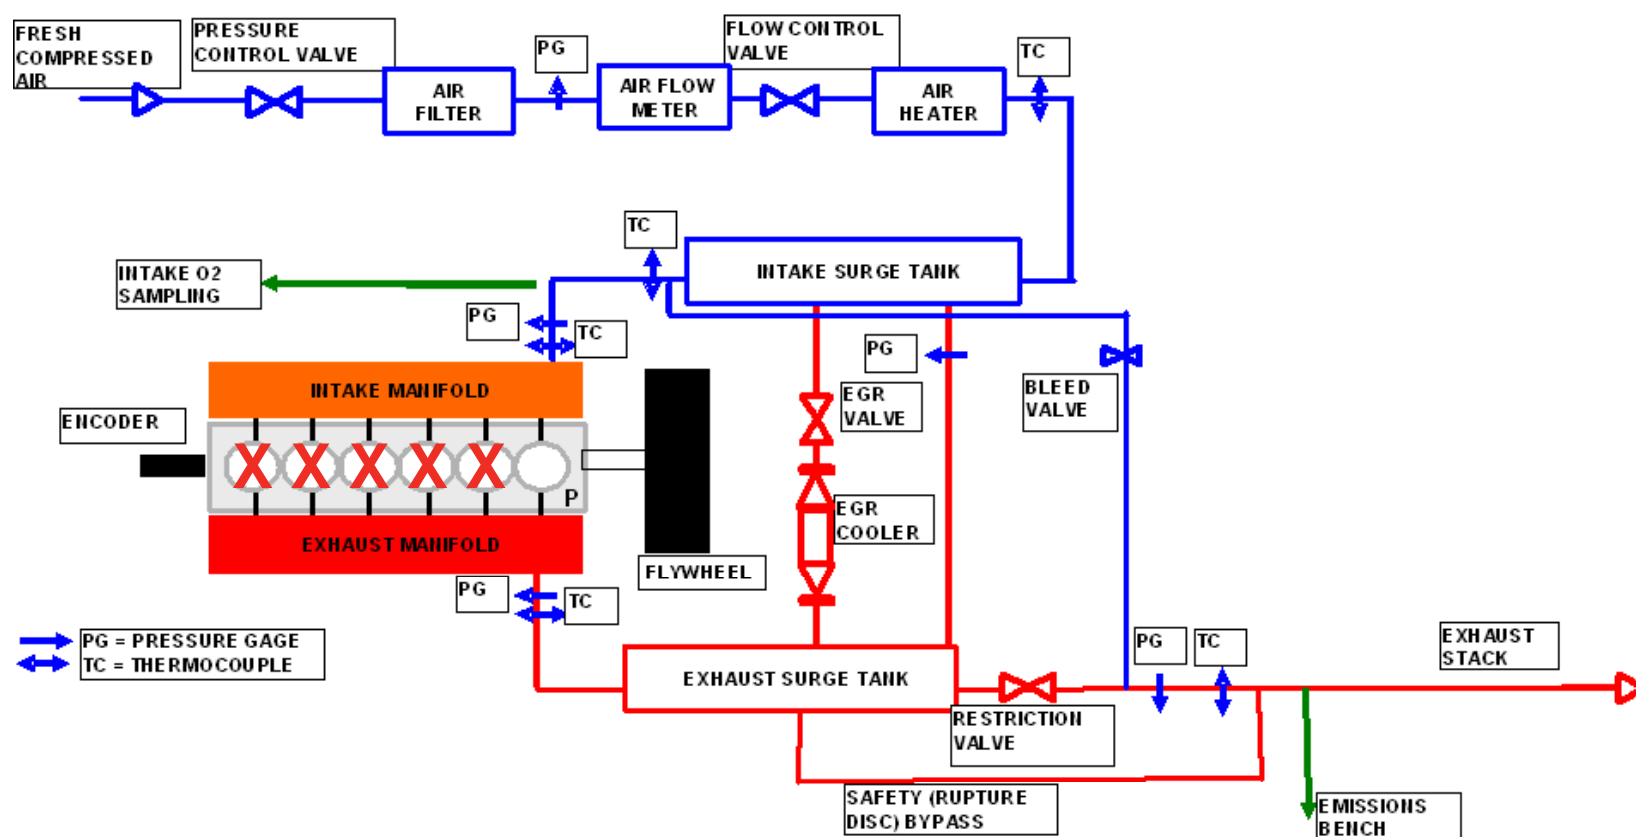 FRESH
COMPRESSED
AIR
PRESSURE
CONTROL VALVE
PG
FLOW CONTROL
VALVE
TC
AIR
FILTER
AIR FLOW
METER
AIR
HEATER
TC
INTAKE SURGE TANK
INTAKE O2
SAMPLING
PG
TC
PG
EGR
VALVE
BLEED
VALVE
INTAKE MANIFOLD
ENCODER
X X X X X
P
EGR
COOLER
EXHAUST MANIFOLD
FLYWHEEL
PG
TC
PG = PRESSURE GAGE
TC = THERMOCOUPLE
EXHAUST SURGE TANK
PG
TC
EXHAUST
STACK
RESTRICTION
VALVE
SAFETY (RUPTURE
DISC) BYPASS
EMISSIONS
BENCH